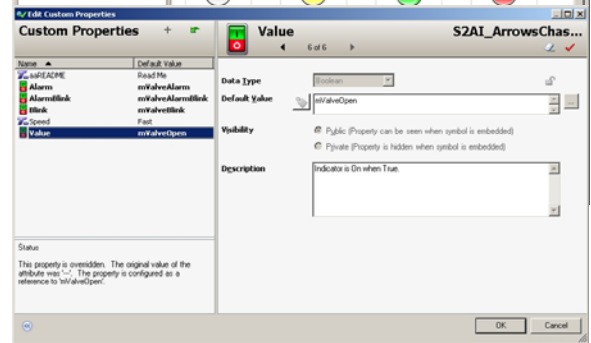 Edit Custom Properties
Custom Properties
Name
Default Value
asREADME
Read Me
Alarm
mValveAlarm
AlarmBlink
mValveAlarmBlink
Blink
mValveBlink
Speed
Fast
Value
mValveOpen
Status
This property is overridden. The original value of the
attribute was '---'. The property is configured as a
reference to 'mValveOpen'.
Value
S2AI_ArrowsChas...
6 of 6
Data Type
Boolean
Default Value
mValveOpen
...
Visibility
Public (Property can be seen when symbol is embedded)
Private (Property is hidden when symbol is embedded)
Description
Indicator is On when True.
OK
Cancel